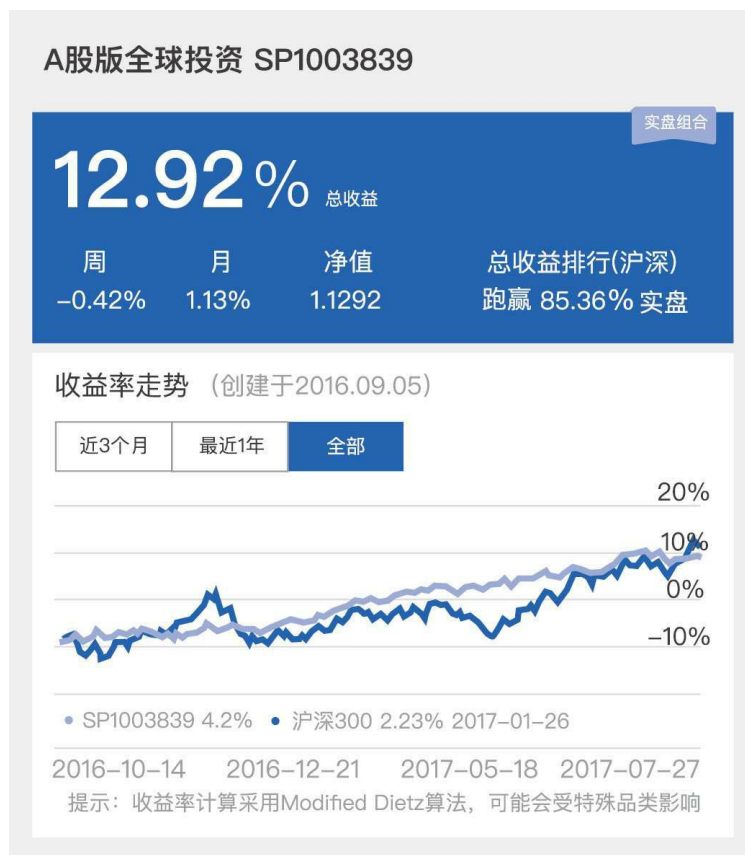 A股版全球投资 SP1003839
实盘组合
12.92% 总收益
周 月 净值 总收益排行(沪深)
-0.42% 1.13% 1.1292 跑赢 85.36% 实盘
收益率走势 (创建于2016.09.05)
近3个月 最近1年 全部
20%
10%
0%
-10%
SP1003839 4.2% 沪深300 2.23% 2017-01-26
2016-10-14 2016-12-21 2017-05-18 2017-07-27
提示：收益率计算采用Modified Dietz算法，可能会受特殊品类影响